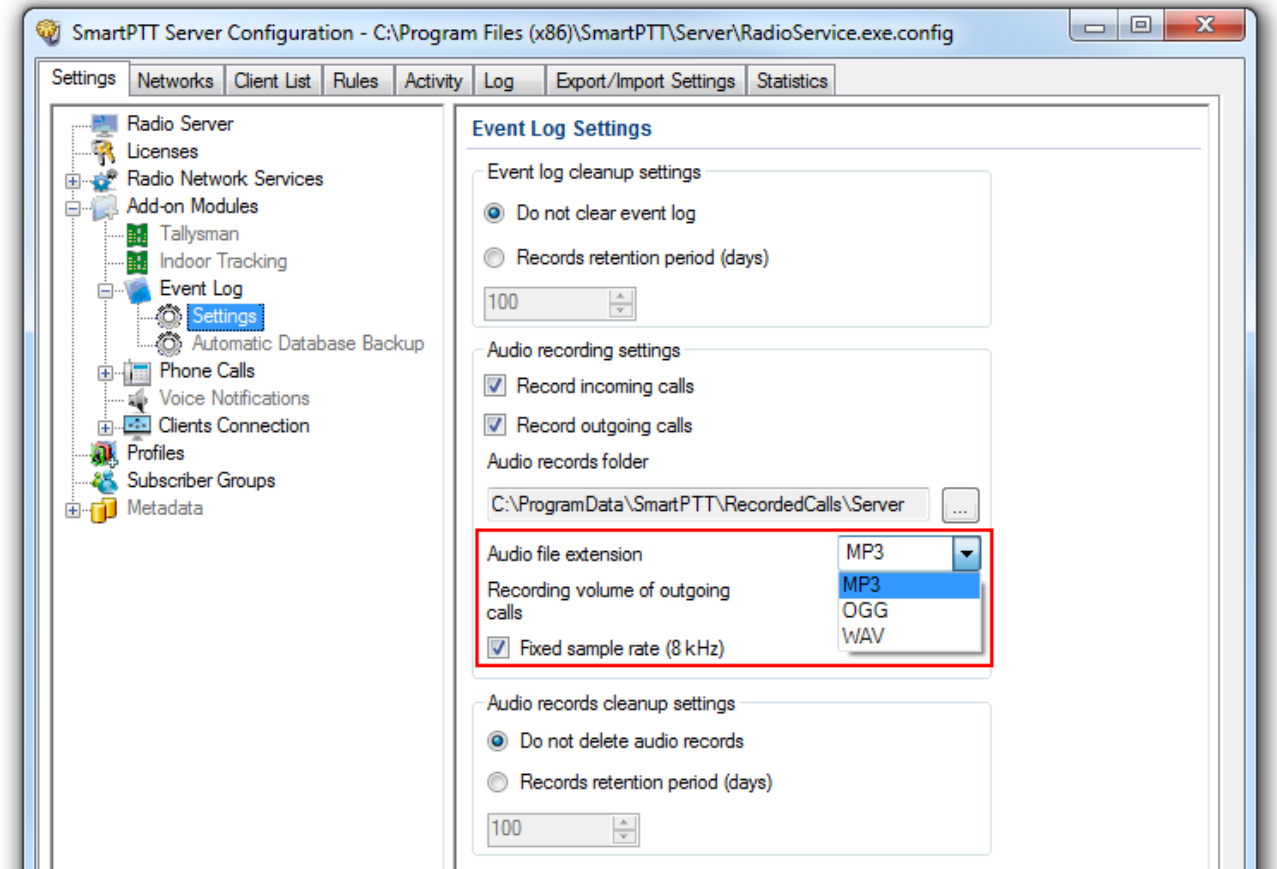 SmartPTT Server Configuration - C:\Program Files (x86)\SmartPTT\Server\RadioService.exe.config
Settings Networks Client List Rules Activity Log Export/Import Settings Statistics
Radio Server
Licenses
Radio Network Services
Add-on Modules
Tallysman
Indoor Tracking
Event Log
Settings
Automatic Database Backup
Phone Calls
Voice Notifications
Clients Connection
Profiles
Subscriber Groups
Metadata
Event Log Settings
Event log cleanup settings
Do not clear event log
Records retention period (days)
100
Audio recording settings
Record incoming calls
Record outgoing calls
Audio records folder
C:\ProgramData\SmartPTT\RecordedCalls\Server ...
Audio file extension MP3
MP3
OGG
WAV
Recording volume of outgoing
calls
Fixed sample rate (8 kHz)
Audio records cleanup settings
Do not delete audio records
Records retention period (days)
100